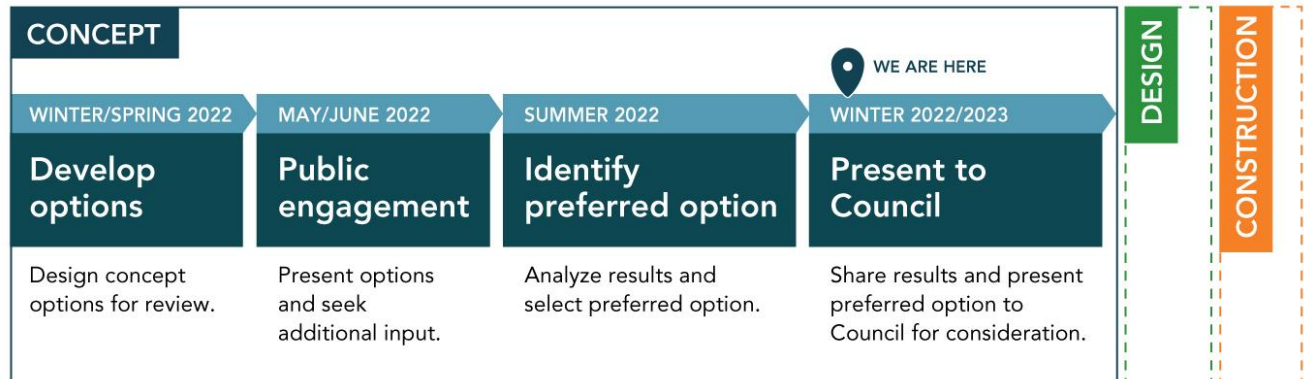 CONCEPT
WE ARE HERE
WINTER/SPRING 2022
Develop
options
Design concept
options for review.
MAY/JUNE 2022
Public
engagement
Present options
and seek
additional input.
SUMMER 2022
Identify
preferred option
Analyze results and
select preferred option.
WINTER 2022/2023
Present to
Council
Share results and present
preferred option to
Council for consideration.
DESIGN
CONSTRUCTION